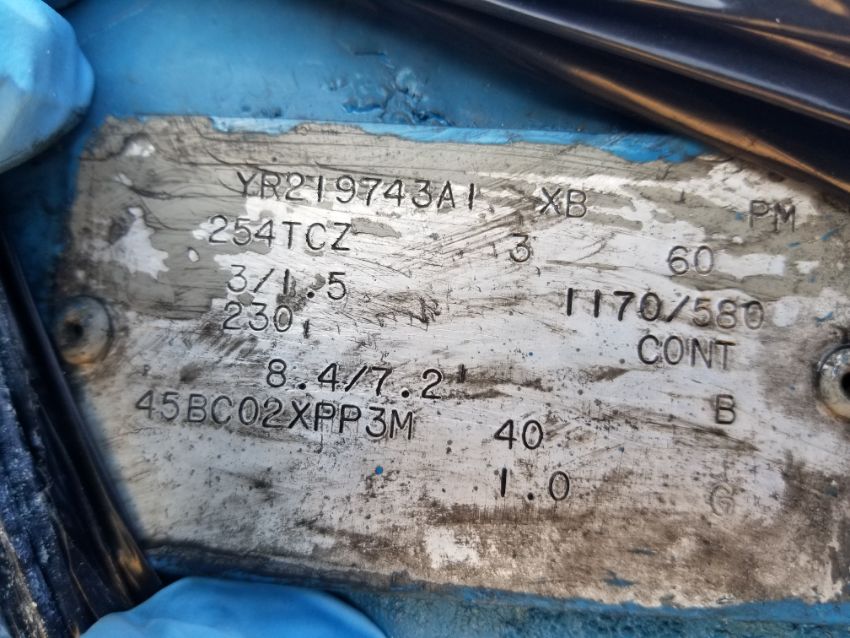 YR219743A1 XB PM
254TCZ 3 60
3/1.5 1170/580
230 CONT
8.4/7.2 B
45BC02XPP3M 40
1.0 G